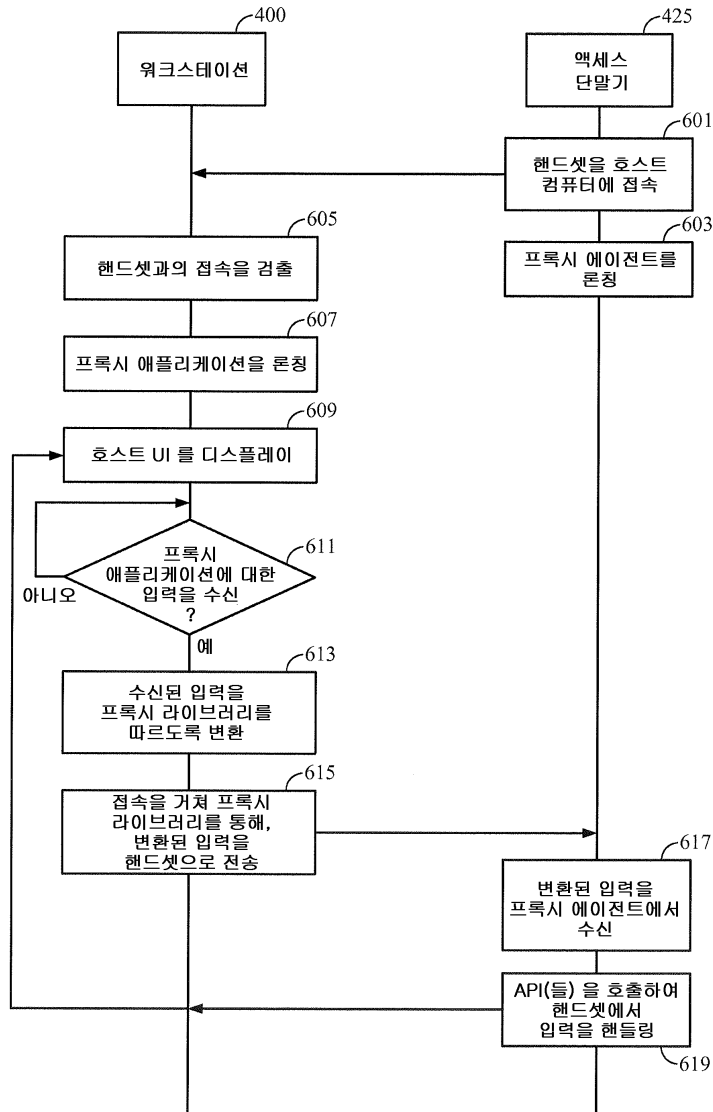 400
워크스테이션
425
액세스
단말기
601
핸드셋을 호스트
컴퓨터에 접속
603
프록시 에이전트를
론칭
605
핸드셋과의 접속을 검출
607
프록시 애플리케이션을 론칭
609
호스트 UI 를 디스플레이
611
프록시
애플리케이션에 대한
입력을 수신
?
아니오
예
613
수신된 입력을
프록시 라이브러리를
따르도록 변환
615
접속을 거쳐 프록시
라이브러리를 통해,
변환된 입력을
핸드셋으로 전송
617
변환된 입력을
프록시 에이전트에서
수신
API(들) 을 호출하여
핸드셋에서
입력을 핸들링
619